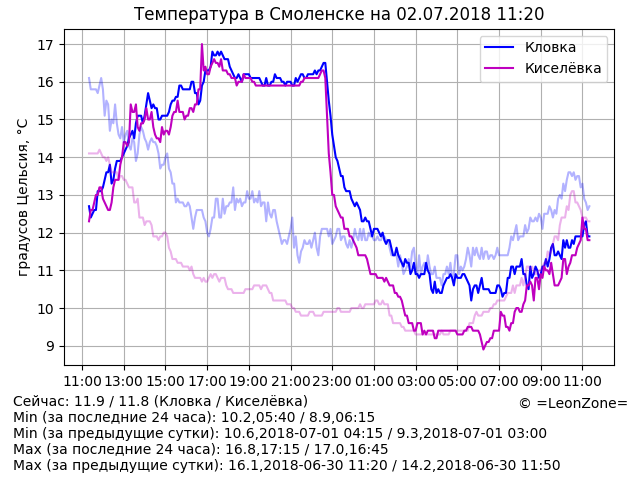 Температура в Смоленске на 02.07.2018 11:20
Кловка
Киселёвка
градусов Цельсия, °C
17
16
15
14
13
12
11
10
9
11:00 13:00 15:00 17:00 19:00 21:00 23:00 01:00 03:00 05:00 07:00 09:00 11:00
Сейчас: 11.9 / 11.8 (Кловка / Киселёвка)
© =LeonZone=
Min (за последние 24 часа): 10.2,05:40 / 8.9,06:15
Min (за предыдущие сутки): 10.6,2018-07-01 04:15 / 9.3,2018-07-01 03:00
Max (за последние 24 часа): 16.8,17:15 / 17.0,16:45
Max (за предыдущие сутки): 16.1,2018-06-30 11:20 / 14.2,2018-06-30 11:50